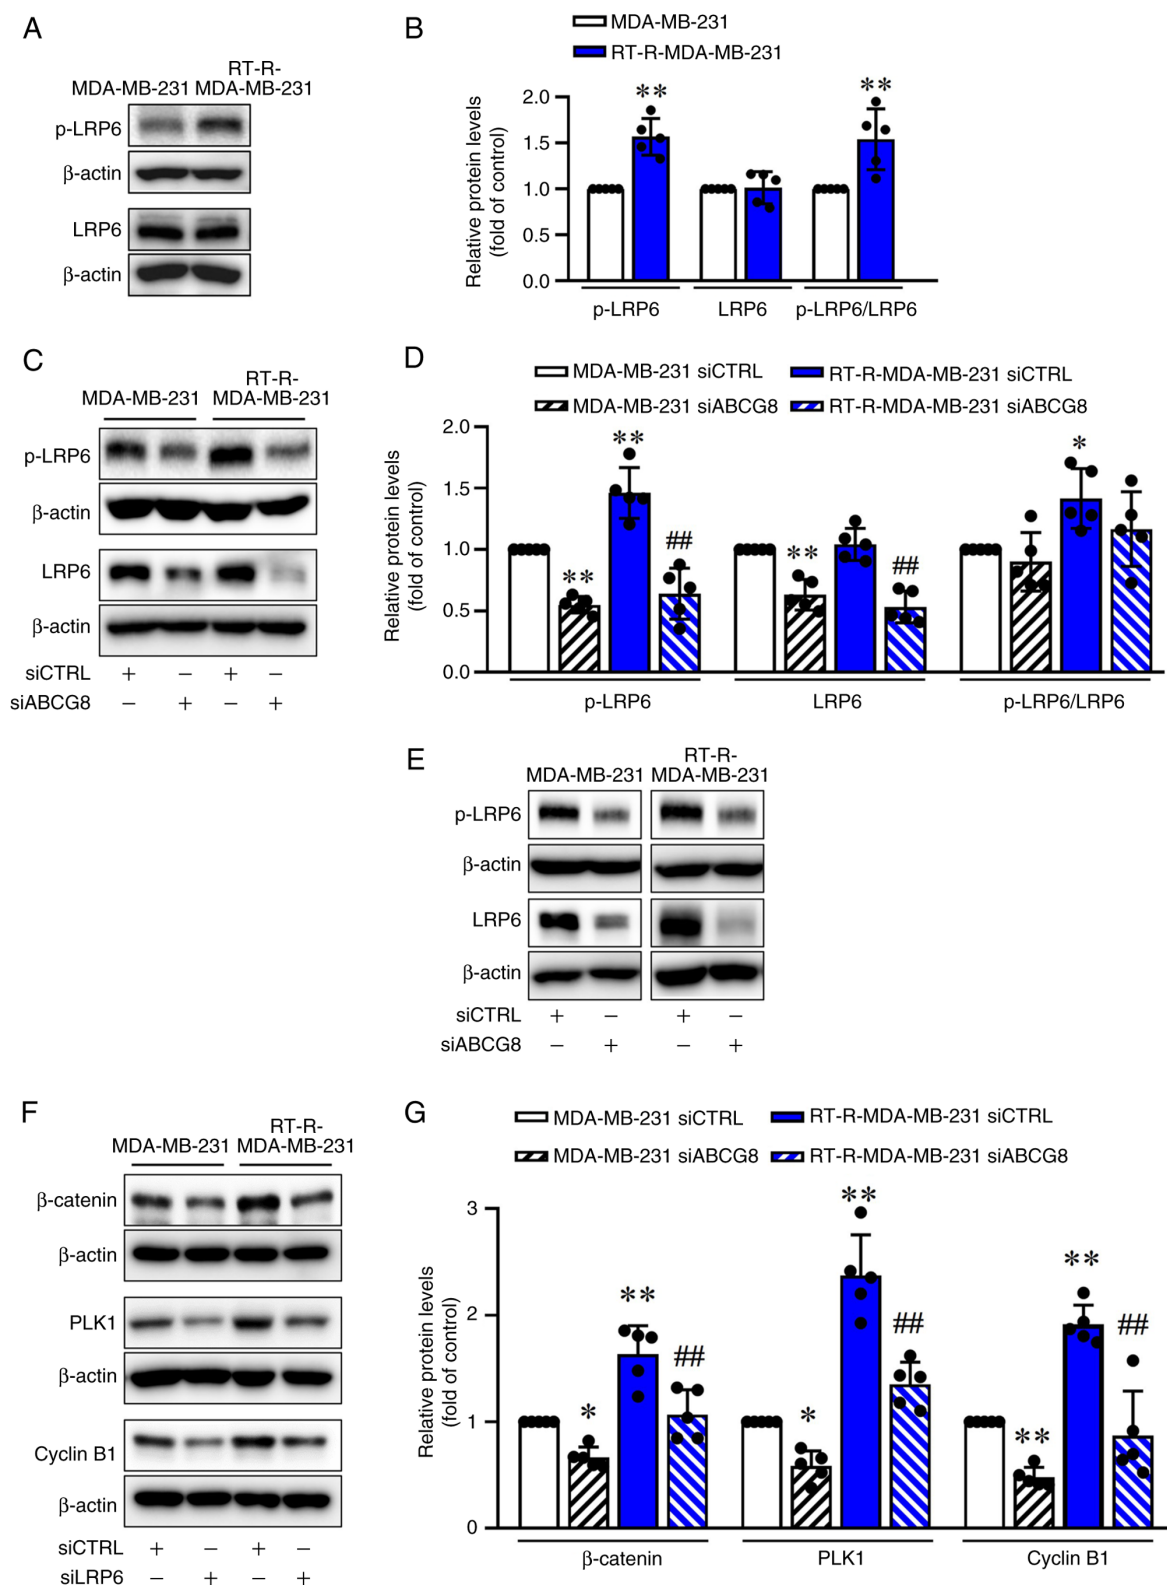 A
RT-R-
MDA-MB-231 MDA-MB-231
p-LRP6
β-actin
LRP6
β-actin
B
MDA-MB-231
RT-R-MDA-MB-231
Relative protein levels
(fold of control)
2.0
1.5
1.0
0.5
0.0
** **
p-LRP6 LRP6 p-LRP6/LRP6
C
RT-R-
MDA-MB-231 MDA-MB-231
p-LRP6
β-actin
LRP6
β-actin
siCTRL + − + −
siABCG8 − + − +
D
MDA-MB-231 siCTRL RT-R-MDA-MB-231 siCTRL
MDA-MB-231 siABCG8 RT-R-MDA-MB-231 siABCG8
Relative protein levels
(fold of control)
2.0
1.5
1.0
0.5
0.0
** ** ## ** ## *
p-LRP6 LRP6 p-LRP6/LRP6
E
RT-R-
MDA-MB-231 MDA-MB-231
p-LRP6
β-actin
LRP6
β-actin
siCTRL + − + −
siABCG8 − + − +
F
RT-R-
MDA-MB-231 MDA-MB-231
β-catenin
β-actin
PLK1
β-actin
Cyclin B1
β-actin
siCTRL + − + −
siLRP6 − + − +
G
MDA-MB-231 siCTRL RT-R-MDA-MB-231 siCTRL
MDA-MB-231 siABCG8 RT-R-MDA-MB-231 siABCG8
Relative protein levels
(fold of control)
3
2
1
0
* ** ## * ** ## ** ** ##
β-catenin PLK1 Cyclin B1